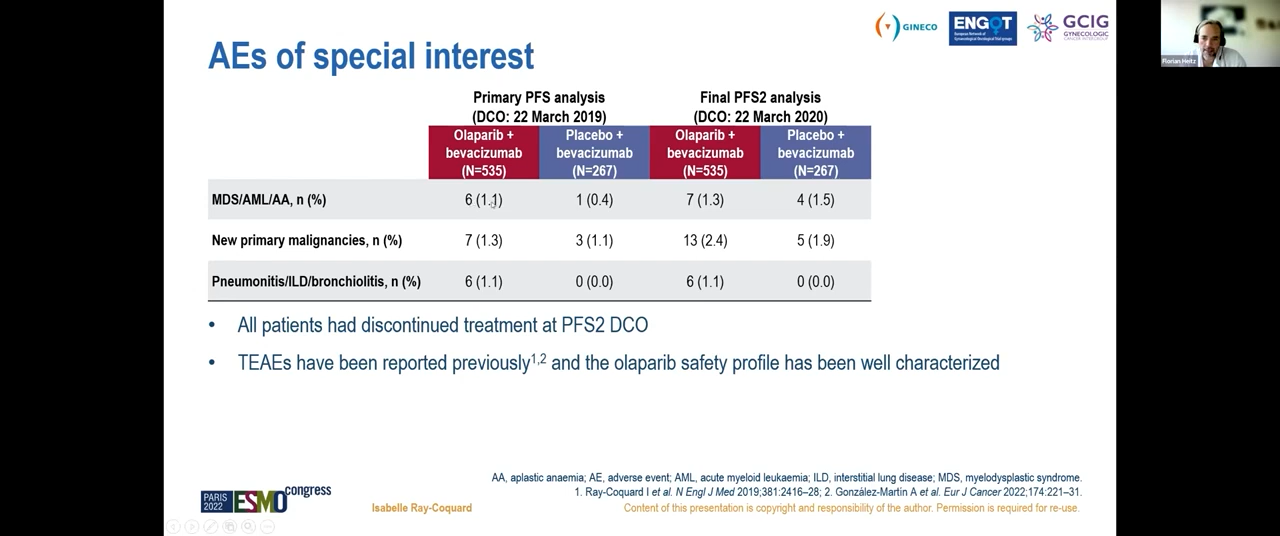 GINECO
ENGOT
European Network of
Gynaecological Oncological Trial groups
GCIG
GYNECOLOGIC
CANCER INTERGROUP
Florian Heitz
AEs of special interest
Primary PFS analysis
(DCO: 22 March 2019)
Final PFS2 analysis
(DCO: 22 March 2020)
Olaparib +
bevacizumab
(N=535)
Placebo +
bevacizumab
(N=267)
Olaparib +
bevacizumab
(N=535)
Placebo +
bevacizumab
(N=267)
MDS/AML/AA, n (%) 6 (1.1) 1 (0.4) 7 (1.3) 4 (1.5)
New primary malignancies, n (%) 7 (1.3) 3 (1.1) 13 (2.4) 5 (1.9)
Pneumonitis/ILD/bronchiolitis, n (%) 6 (1.1) 0 (0.0) 6 (1.1) 0 (0.0)
• All patients had discontinued treatment at PFS2 DCO
• TEAEs have been reported previously1,2 and the olaparib safety profile has been well characterized
AA, aplastic anaemia; AE, adverse event; AML, acute myeloid leukaemia; ILD, interstitial lung disease; MDS, myelodysplastic syndrome.
1. Ray-Coquard I et al. N Engl J Med 2019;381:2416–28; 2. González-Martín A et al. Eur J Cancer 2022;174:221–31.
PARIS
2022
ESMO congress
Isabelle Ray-Coquard
Content of this presentation is copyright and responsibility of the author. Permission is required for re-use.